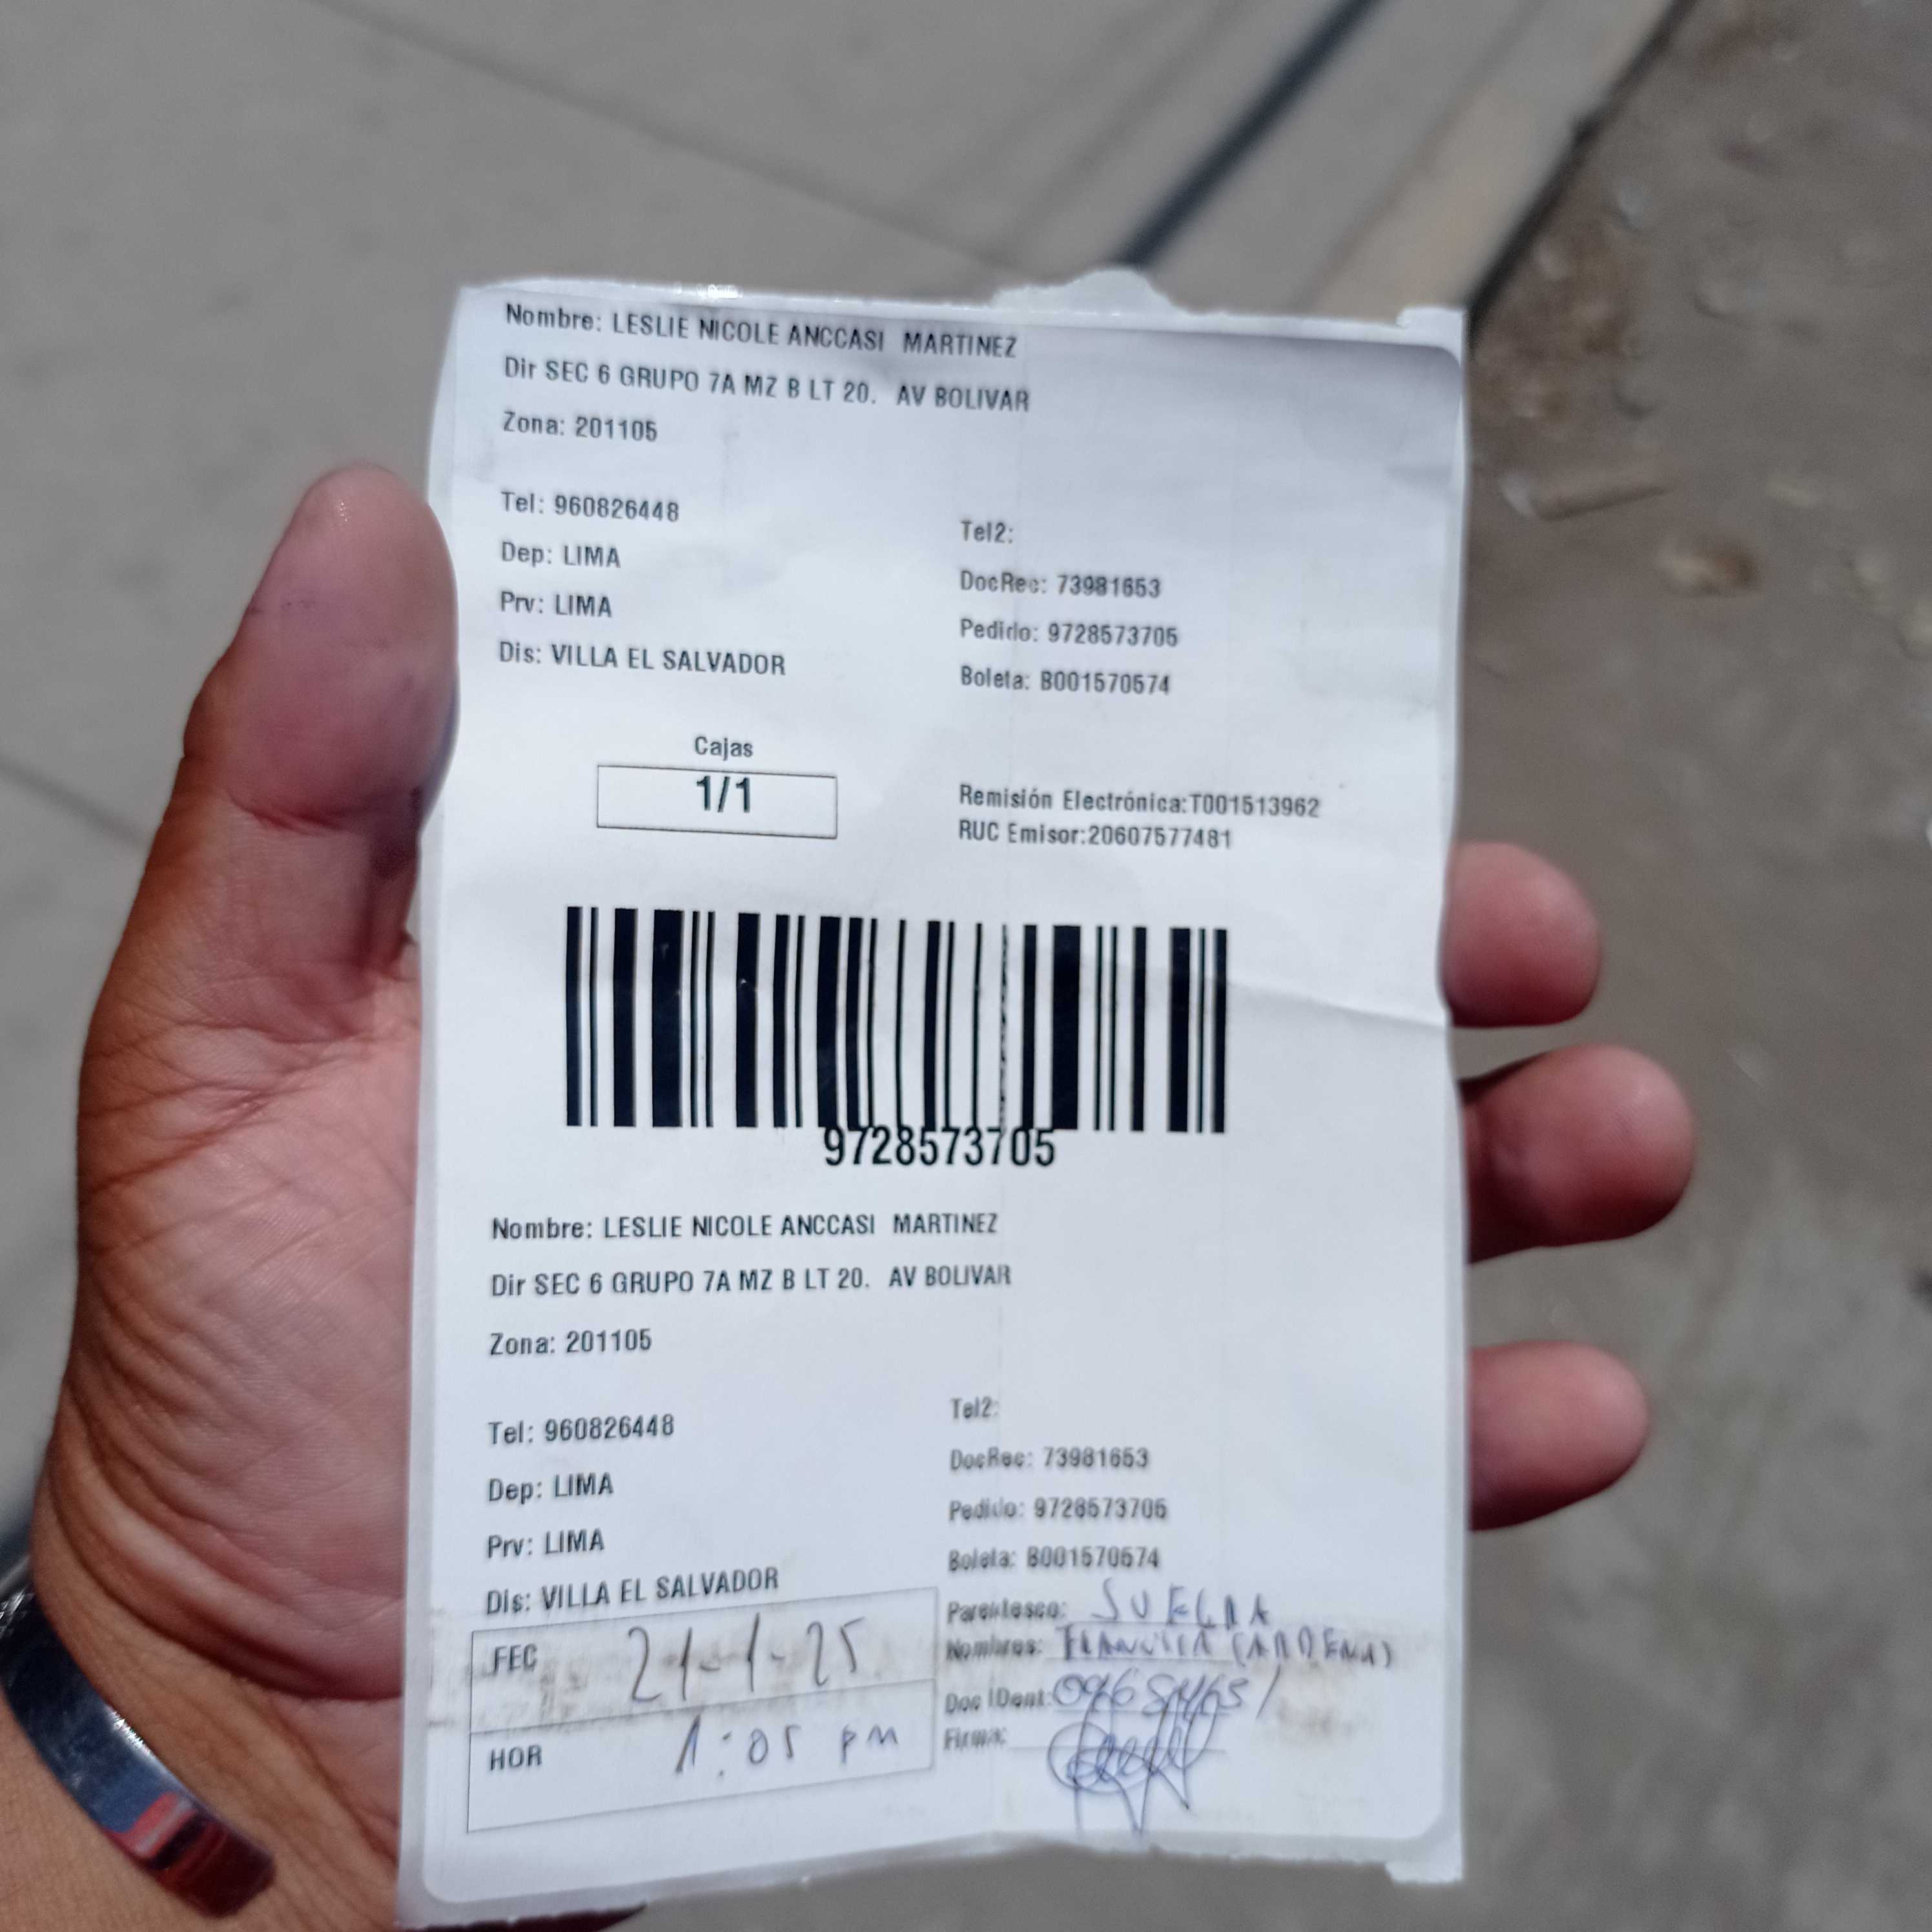 Nombre: LESLIE NICOLE ANCCASI MARTINEZ
Dir SEC 6 GRUPO 7A MZ B LT 20. AV BOLIVAR
Zona: 201105
Tel: 960826448
Tel2:
Dep: LIMA
DocRec: 73981653
Prv: LIMA
Pedido: 9728573705
Dis: VILLA EL SALVADOR
Boleta: B001570574
Cajas
1/1
Remisión Electrónica:T001513962
RUC Emisor:20607577481
9728573705
Nombre: LESLIE NICOLE ANCCASI MARTINEZ
Dir SEC 6 GRUPO 7A MZ B LT 20. AV BOLIVAR
Zona: 201105
Tel: 960826448
Tel2:
Dep: LIMA
DocRec: 73981653
Prv: LIMA
Pedido: 9728573705
Dis: VILLA EL SALVADOR
Boleta: B001570574
FEC 21-1-25
HOR 1:05 PM
Parentesco: SUEGRA
Nombres:
Doc IDent:
Firma: